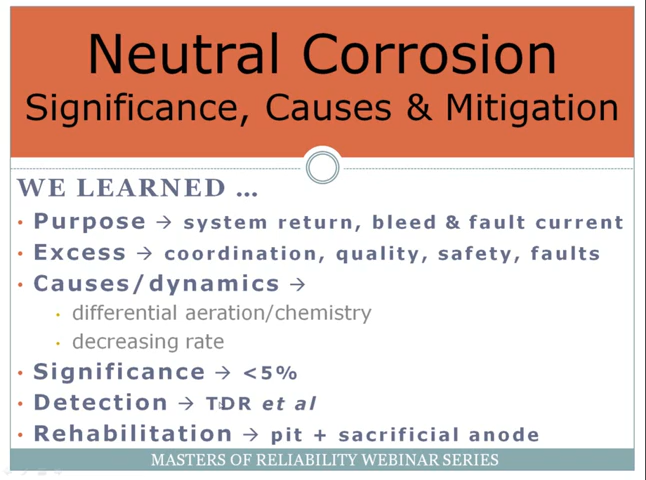 Neutral Corrosion
Significance, Causes & Mitigation
WE LEARNED …
• Purpose → system return, bleed & fault current
• Excess → coordination, quality, safety, faults
• Causes/dynamics →
• differential aeration/chemistry
• decreasing rate
• Significance → <5%
• Detection → TDR et al
• Rehabilitation → pit + sacrificial anode
MASTERS OF RELIABILITY WEBINAR SERIES